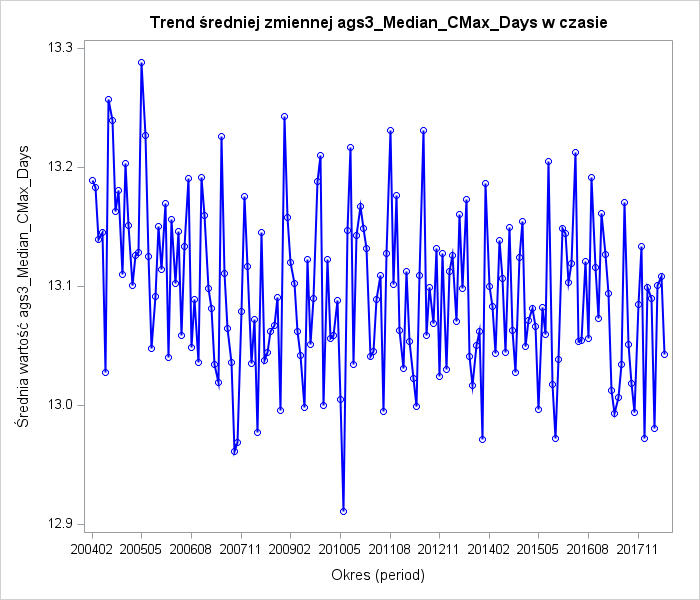 Trend średniej zmiennej ags3_Median_CMax_Days w czasie
Średnia wartość ags3_Median_CMax_Days
13.3
13.2
13.1
13.0
12.9
200402 200505 200608 200711 200902 201005 201108 201211 201402 201505 201608 201711
Okres (period)